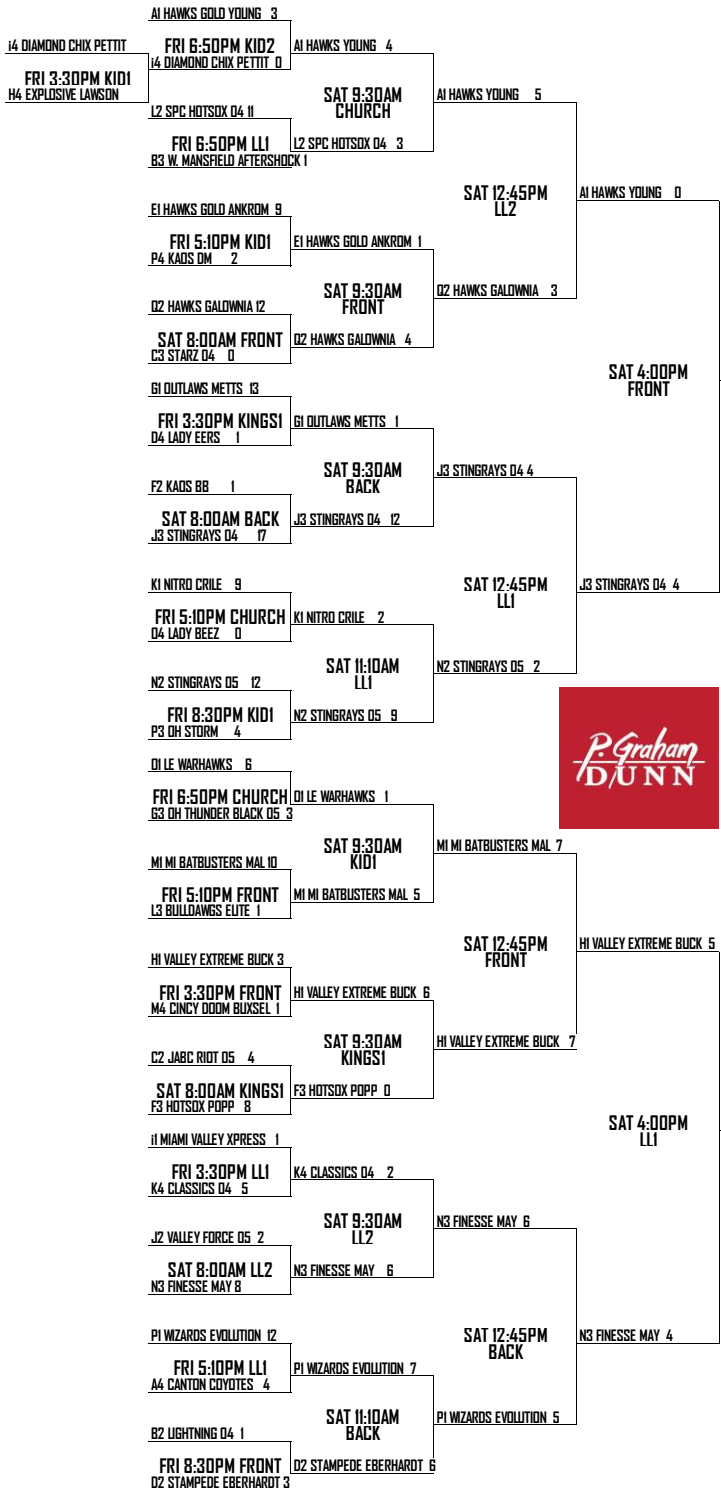 A1 HAWKS GOLD YOUNG 3
i4 DIAMOND CHIX PETTIT
FRI 6:50PM KID2
A1 HAWKS YOUNG 4
i4 DIAMOND CHIX PETTIT 0
FRI 3:30PM KID1
H4 EXPLOSIVE LAWSON
SAT 9:30AM
CHURCH
A1 HAWKS YOUNG 5
L2 SPC HOTSOX 04 11
FRI 6:50PM LL1
L2 SPC HOTSOX 04 3
B3 W. MANSFIELD AFTERSHOCK 1
SAT 12:45PM
LL2
A1 HAWKS YOUNG 0
E1 HAWKS GOLD ANKROM 9
FRI 5:10PM KID1
E1 HAWKS GOLD ANKROM 1
P4 KAOS DM 2
SAT 9:30AM
FRONT
Q2 HAWKS GALOWNIA 3
Q2 HAWKS GALOWNIA 12
SAT 8:00AM FRONT
Q2 HAWKS GALOWNIA 4
C3 STARZ 04 0
SAT 4:00PM
FRONT
G1 OUTLAWS METTS 13
FRI 3:30PM KINGS1
G1 OUTLAWS METTS 1
D4 LADY EERS 1
SAT 9:30AM
BACK
J3 STINGRAYS 04 4
F2 KAOS BB 1
SAT 8:00AM BACK
J3 STINGRAYS 04 12
J3 STINGRAYS 04 17
SAT 12:45PM
LL1
J3 STINGRAYS 04 4
K1 NITRO CRILE 9
FRI 5:10PM CHURCH
K1 NITRO CRILE 2
O4 LADY BEEZ 0
SAT 11:10AM
LL1
N2 STINGRAYS 05 2
N2 STINGRAYS 05 12
FRI 8:30PM KID1
N2 STINGRAYS 05 9
P3 OH STORM 4
P. Graham
DUNN
O1 LE WARHAWKS 6
FRI 6:50PM CHURCH
O1 LE WARHAWKS 1
G3 OH THUNDER BLACK 05 3
SAT 9:30AM
KID1
M1 MI BATBUSTERS MAL 7
M1 MI BATBUSTERS MAL 10
FRI 5:10PM FRONT
M1 MI BATBUSTERS MAL 5
L3 BULLDAWGS ELITE 1
SAT 12:45PM
FRONT
H1 VALLEY EXTREME BUCK 5
H1 VALLEY EXTREME BUCK 3
FRI 3:30PM FRONT
H1 VALLEY EXTREME BUCK 6
M4 CINCY DOOM BUXSEL 1
SAT 9:30AM
KINGS1
H1 VALLEY EXTREME BUCK 7
C2 JABC RIOT 05 4
SAT 8:00AM KINGS1
F3 HOTSOX POPP 0
F3 HOTSOX POPP 8
SAT 4:00PM
LL1
i1 MIAMI VALLEY XPRESS 1
FRI 3:30PM LL1
K4 CLASSICS 04 2
K4 CLASSICS 04 5
SAT 9:30AM
LL2
N3 FINESSE MAY 6
J2 VALLEY FORCE 05 2
SAT 8:00AM LL2
N3 FINESSE MAY 6
N3 FINESSE MAY 8
SAT 12:45PM
BACK
N3 FINESSE MAY 4
P1 WIZARDS EVOLUTION 12
FRI 5:10PM LL1
P1 WIZARDS EVOLUTION 7
A4 CANTON COYOTES 4
SAT 11:10AM
BACK
P1 WIZARDS EVOLUTION 5
B2 LIGHTNING 04 1
FRI 8:30PM FRONT
D2 STAMPEDE EBERHARDT 6
D2 STAMPEDE EBERHARDT 3